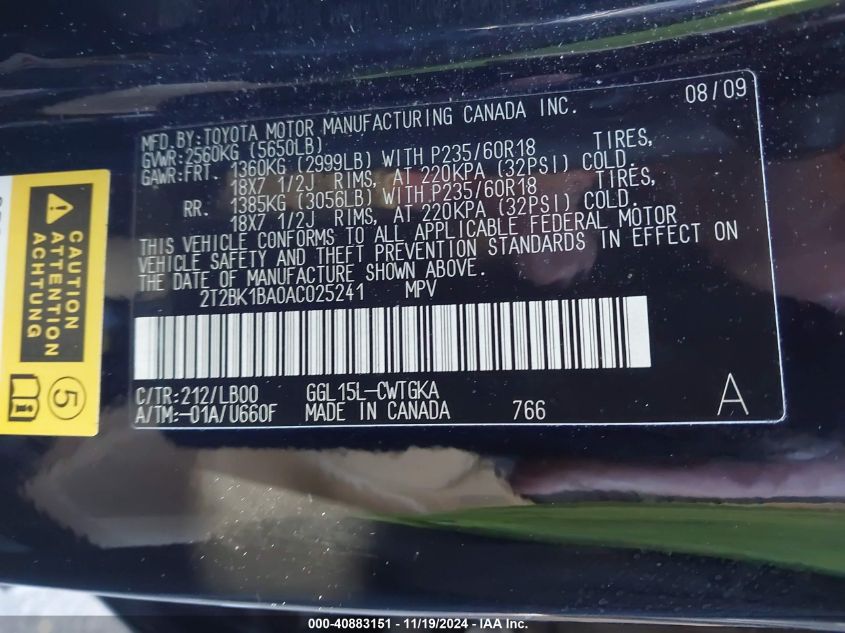 MFD. BY: TOYOTA MOTOR MANUFACTURING CANADA INC. 08/09
GVWR: 2560KG (5650LB)
GAWR: FRT. 1360KG (2999LB) WITH P235/60R18 TIRES,
18X7 1/2J RIMS, AT 220KPA (32PSI) COLD.
RR. 1385KG (3056LB) WITH P235/60R18 TIRES,
18X7 1/2J RIMS, AT 220KPA (32PSI) COLD.
THIS VEHICLE CONFORMS TO ALL APPLICABLE FEDERAL MOTOR
VEHICLE SAFETY AND THEFT PREVENTION STANDARDS IN EFFECT ON
THE DATE OF MANUFACTURE SHOWN ABOVE.
2T2BK1BA0AC025241 MPV
C/TR: 212/LB00 GGL15L-CWTGKA
A/TM: -01A/U660F MADE IN CANADA 766 A
CAUTION
ATTENTION
ACHTUNG
5
000-40883151 - 11/19/2024 - IAA Inc.